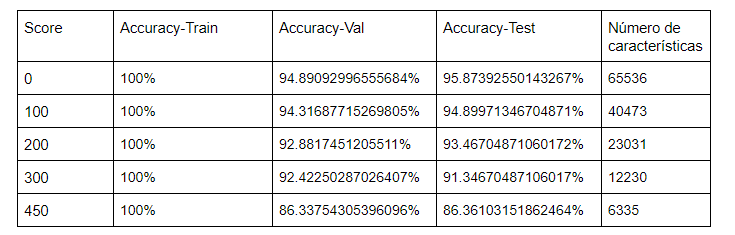 Score Accuracy-Train Accuracy-Val Accuracy-Test Número de
características
0 100% 94.89092996555684% 95.87392550143267% 65536
100 100% 94.31687715269805% 94.89971346704871% 40473
200 100% 92.8817451205511% 93.46704871060172% 23031
300 100% 92.42250287026407% 91.34670487106017% 12230
450 100% 86.33754305396096% 86.36103151862464% 6335